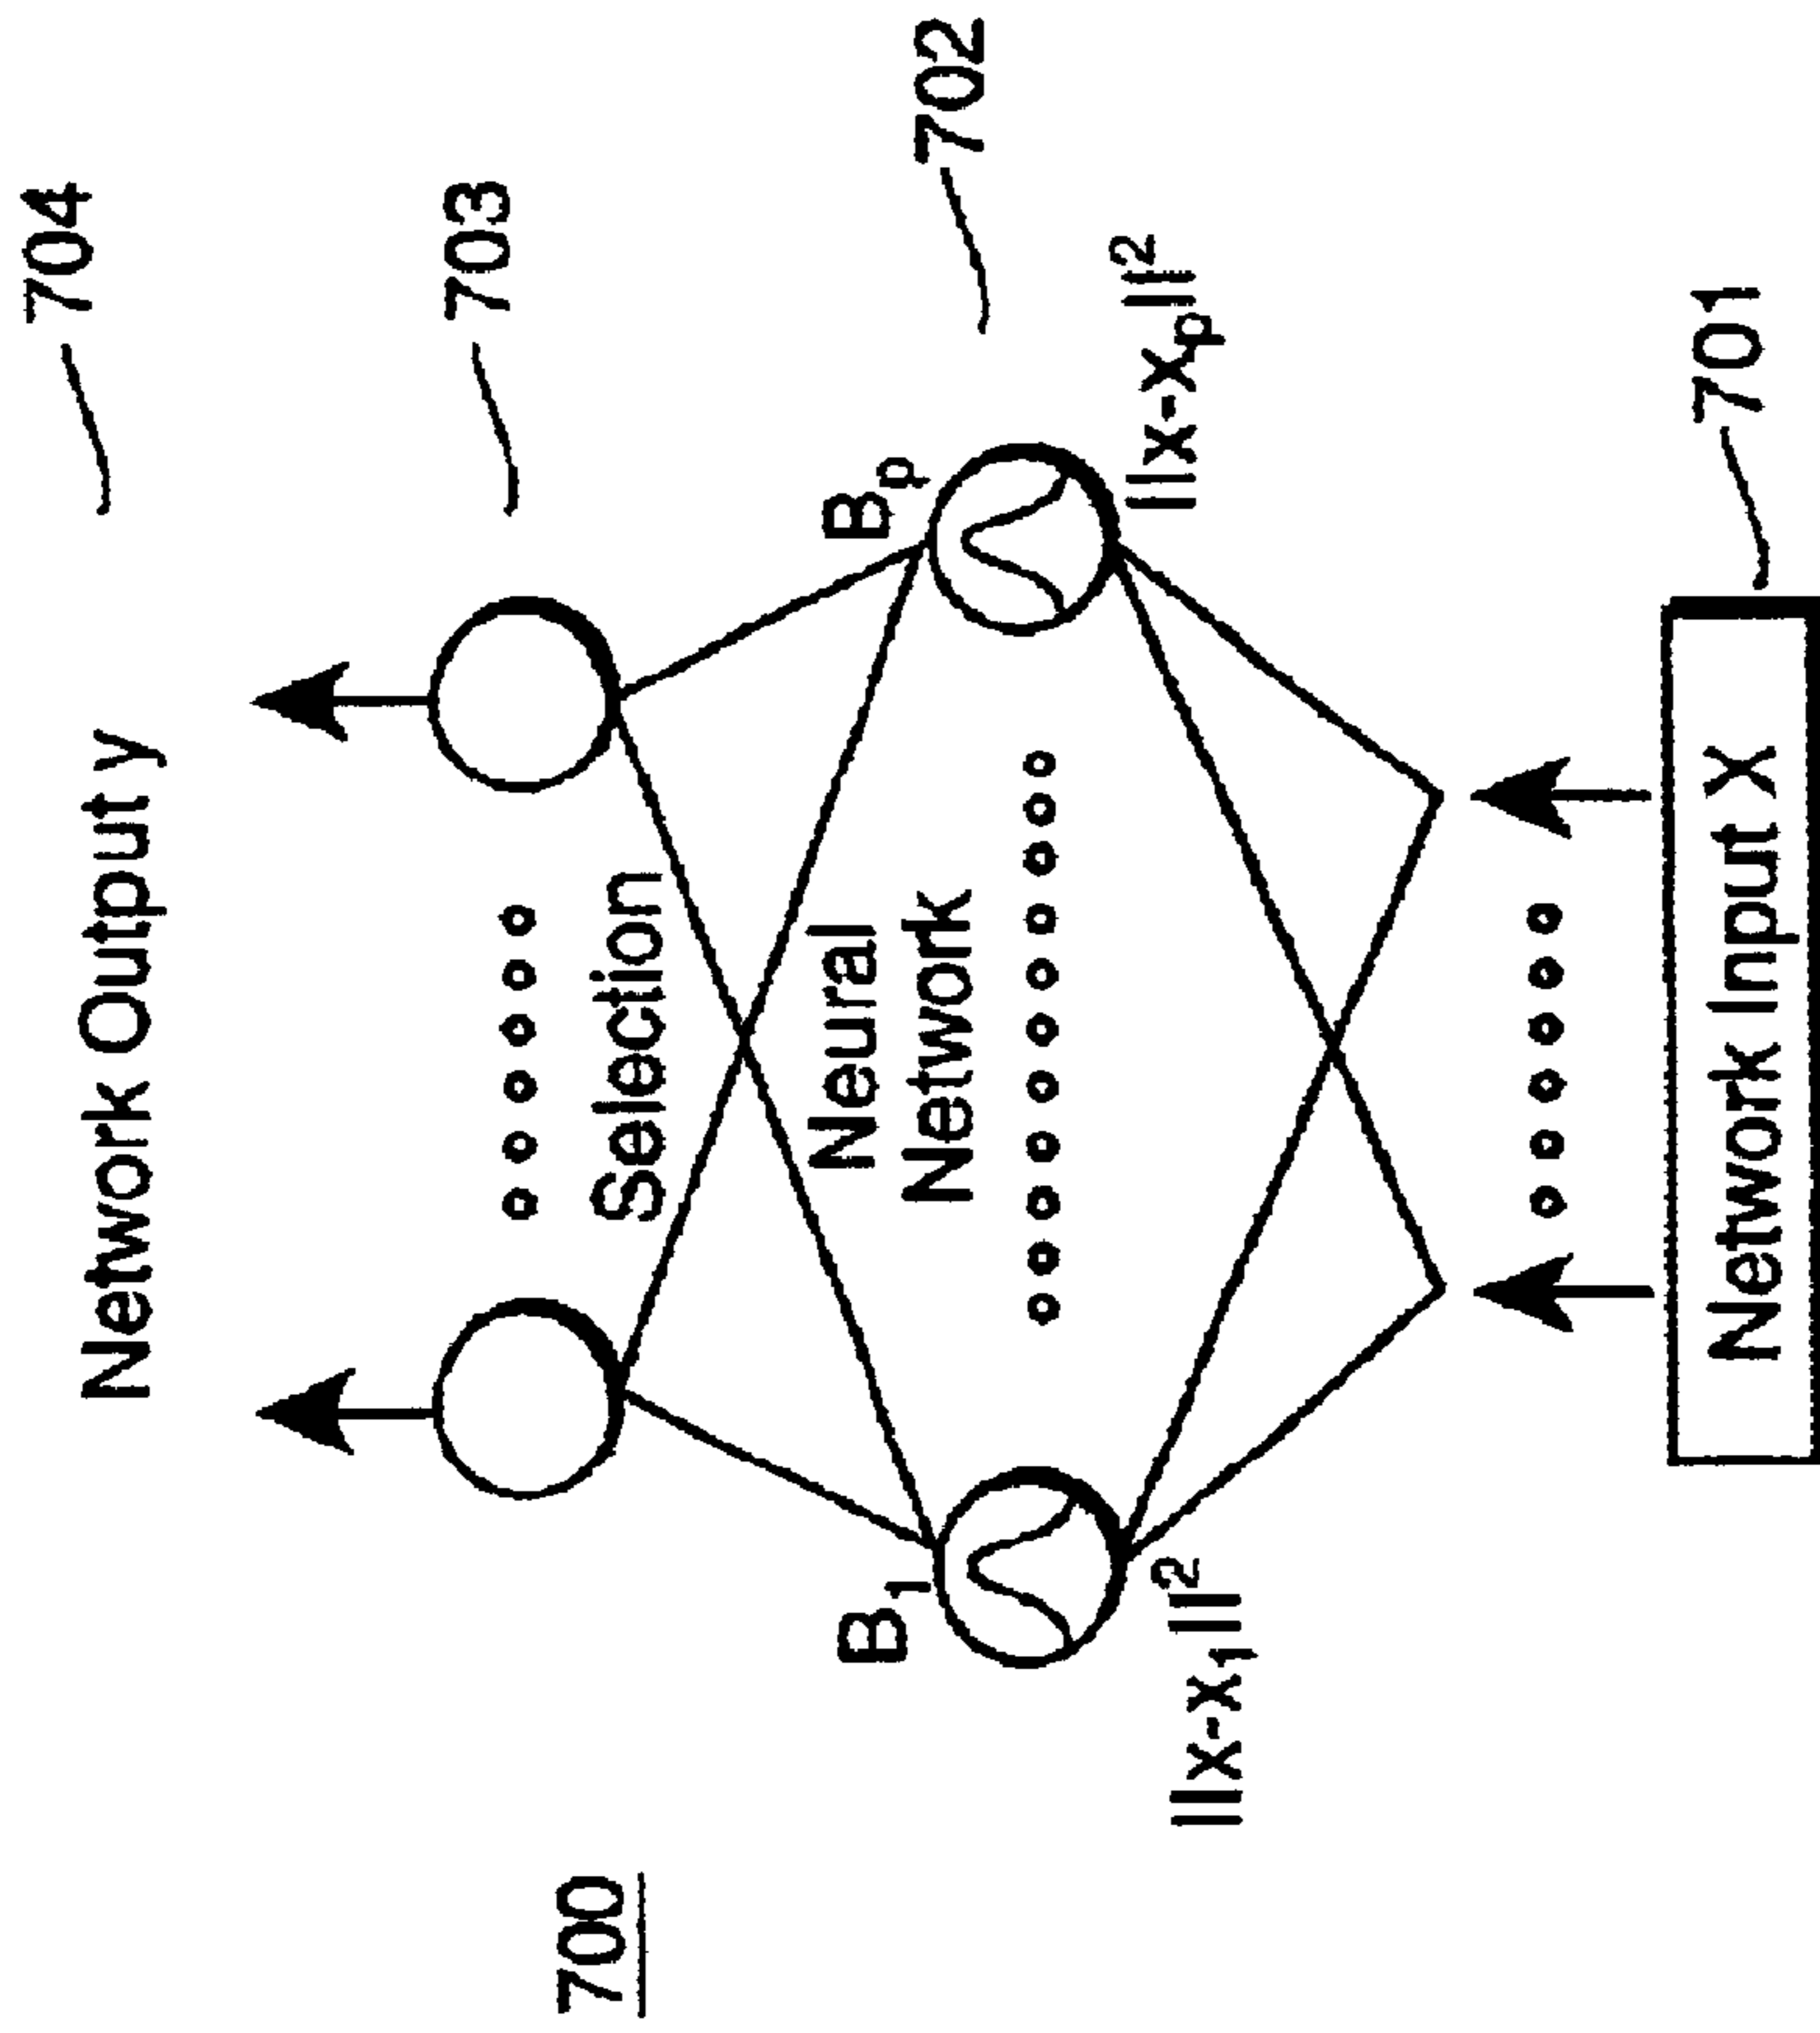 704
Network Output y
703
700
Selection
Neural
Network
B₁
Bₚ
702
||x-x₁||²
||x-xₚ||²
701
Network Input X